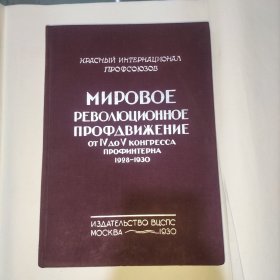 КРАСНЫЙ ИНТЕРНАЦИОНАЛ
ПРОФСОЮЗОВ
МИРОВОЕ
РЕВОЛЮЦИОННОЕ
ПРОФДВИЖЕНИЕ
ОТ IV ДО V КОНГРЕССА
ПРОФИНТЕРНА
1928-1930
ИЗДАТЕЛЬСТВО ВЦСПС
МОСКВА 1930